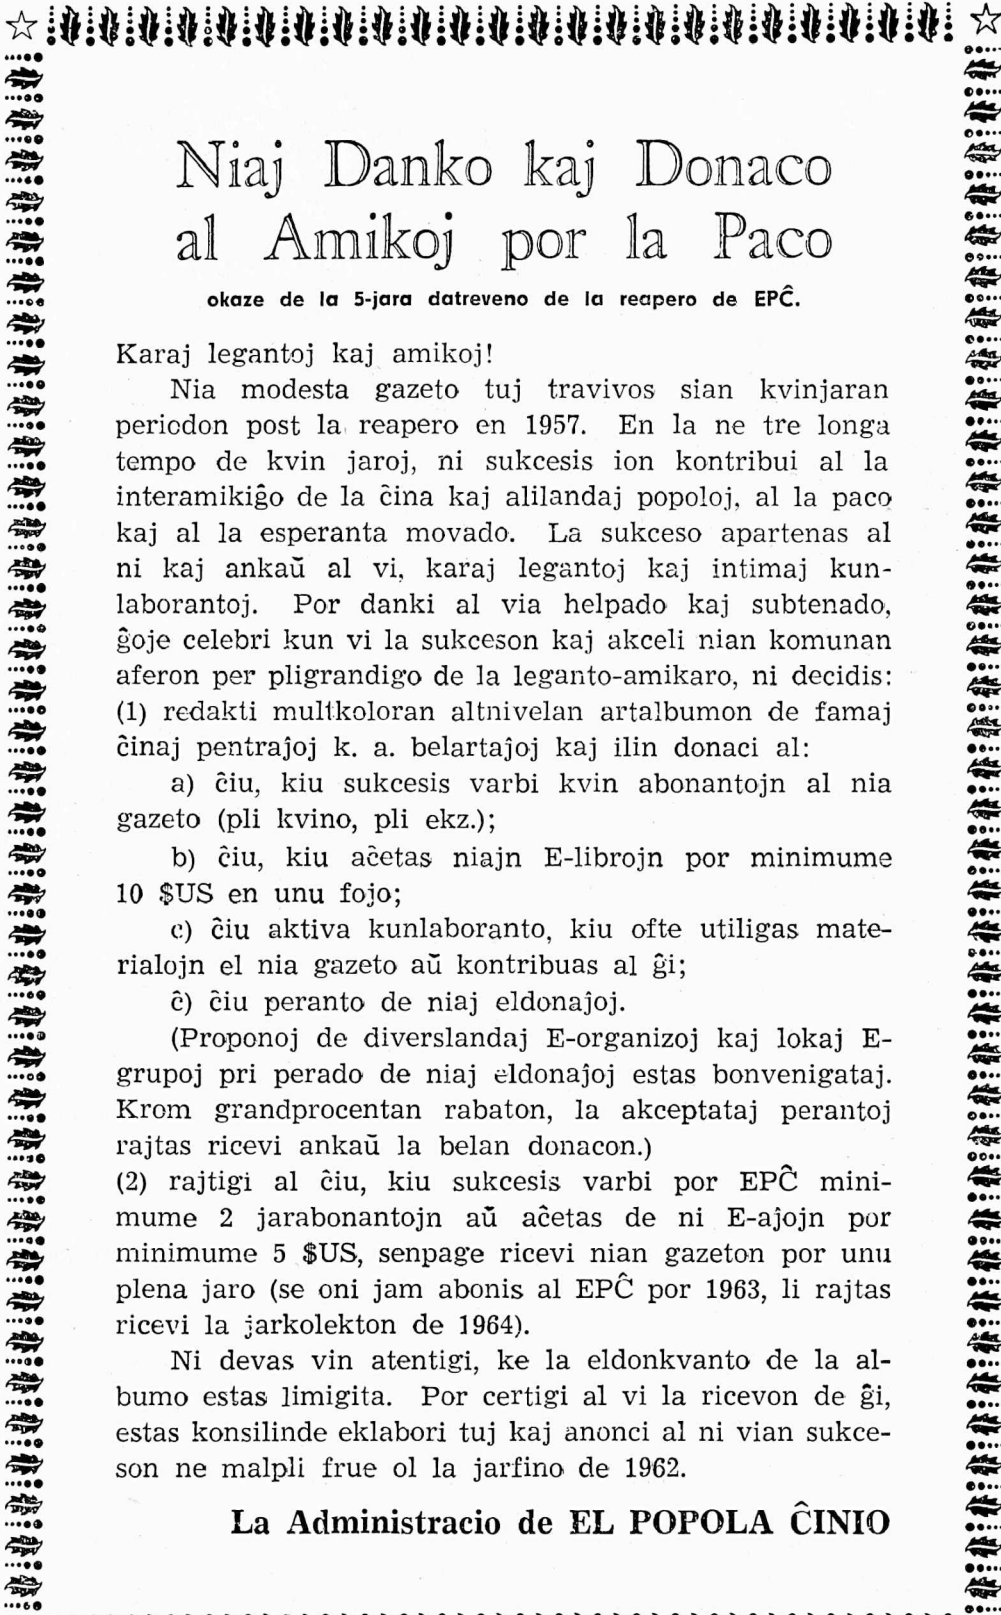 Niaj Danko kaj Donaco
al Amikoj por la Paco
okaze de la 5-jara datreveno de la reapero de EPĈ.
Karaj legantoj kaj amikoj!
Nia modesta gazeto tuj travivos sian kvinjaran
periodon post la reapero en 1957. En la ne tre longa
tempo de kvin jaroj, ni sukcesis ion kontribui al la
interamikiĝo de la ĉina kaj alilandaj popoloj, al la paco
kaj al la esperanta movado. La sukceso apartenas al
ni kaj ankaŭ al vi, karaj legantoj kaj intimaj kun-
laborantoj. Por danki al via helpado kaj subtenado,
ĝoje celebri kun vi la sukceson kaj akceli nian komunan
aferon per pligrandigo de la leganto-amikaro, ni decidis:
(1) redakti multkoloran altnivelan artalbumon de famaj
ĉinaj pentraĵoj k. a. belartaĵoj kaj ilin donaci al:
a) ĉiu, kiu sukcesis varbi kvin abonantojn al nia
gazeto (pli kvino, pli ekz.);
b) ĉiu, kiu aĉetas niajn E-librojn por minimume
10 $US en unu fojo;
c) ĉiu aktiva kunlaboranto, kiu ofte utiligas mate-
rialojn el nia gazeto aŭ kontribuas al ĝi;
ĉ) ĉiu peranto de niaj eldonaĵoj.
(Proponoj de diverslandaj E-organizoj kaj lokaj E-
grupoj pri perado de niaj eldonaĵoj estas bonvenigataj.
Krom grandprocentan rabaton, la akceptataj perantoj
rajtas ricevi ankaŭ la belan donacon.)
(2) rajtigi al ĉiu, kiu sukcesis varbi por EPĈ mini-
mume 2 jarabonantojn aŭ aĉetas de ni E-aĵojn por
minimume 5 $US, senpage ricevi nian gazeton por unu
plena jaro (se oni jam abonis al EPĈ por 1963, li rajtas
ricevi la jarkolekton de 1964).
Ni devas vin atentigi, ke la eldonkvanto de la al-
bumo estas limigita. Por certigi al vi la ricevon de ĝi,
estas konsilinde eklabori tuj kaj anonci al ni vian sukce-
son ne malpli frue ol la jarfino de 1962.
La Administracio de EL POPOLA ĈINIO